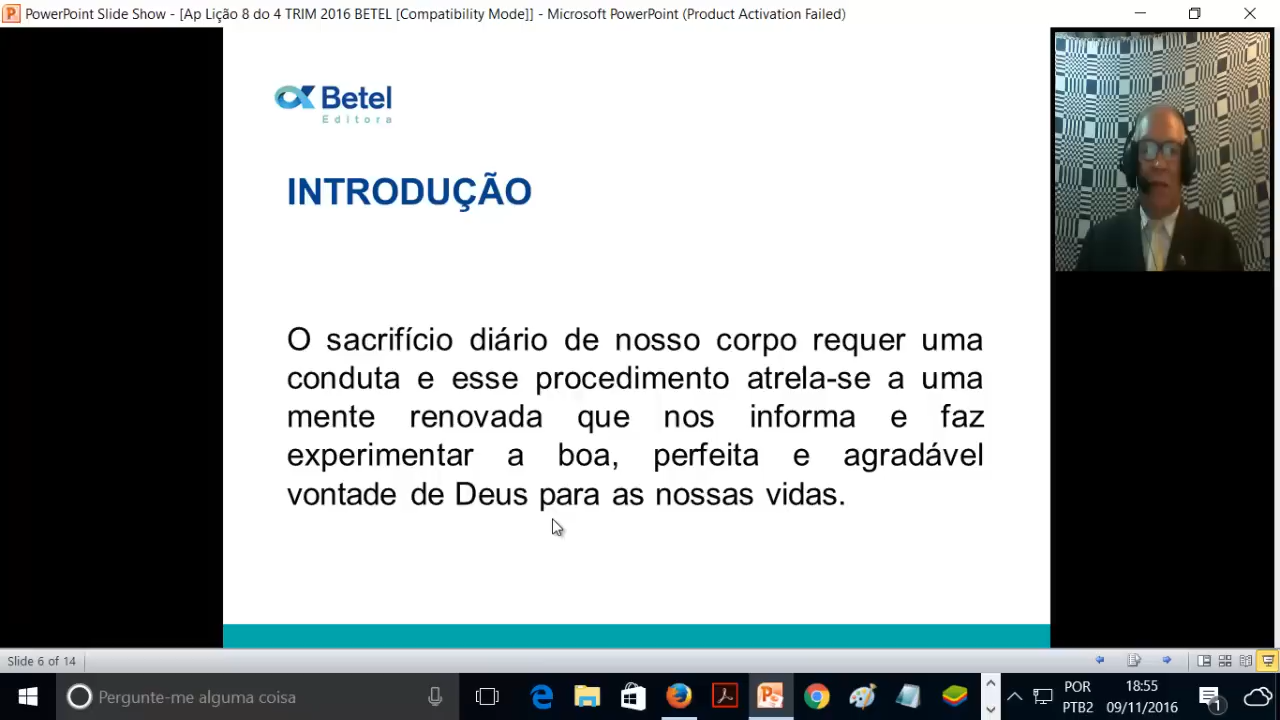 PowerPoint Slide Show - [Ap Lição 8 do 4 TRIM 2016 BETEL [Compatibility Mode]] - Microsoft PowerPoint (Product Activation Failed)
Betel
Editora
INTRODUÇÃO
O sacrifício diário de nosso corpo requer uma
conduta e esse procedimento atrela-se a uma
mente renovada que nos informa e faz
experimentar a boa, perfeita e agradável
vontade de Deus para as nossas vidas.
Slide 6 of 14
Pergunte-me alguma coisa
POR
PTB2
18:55
09/11/2016
1